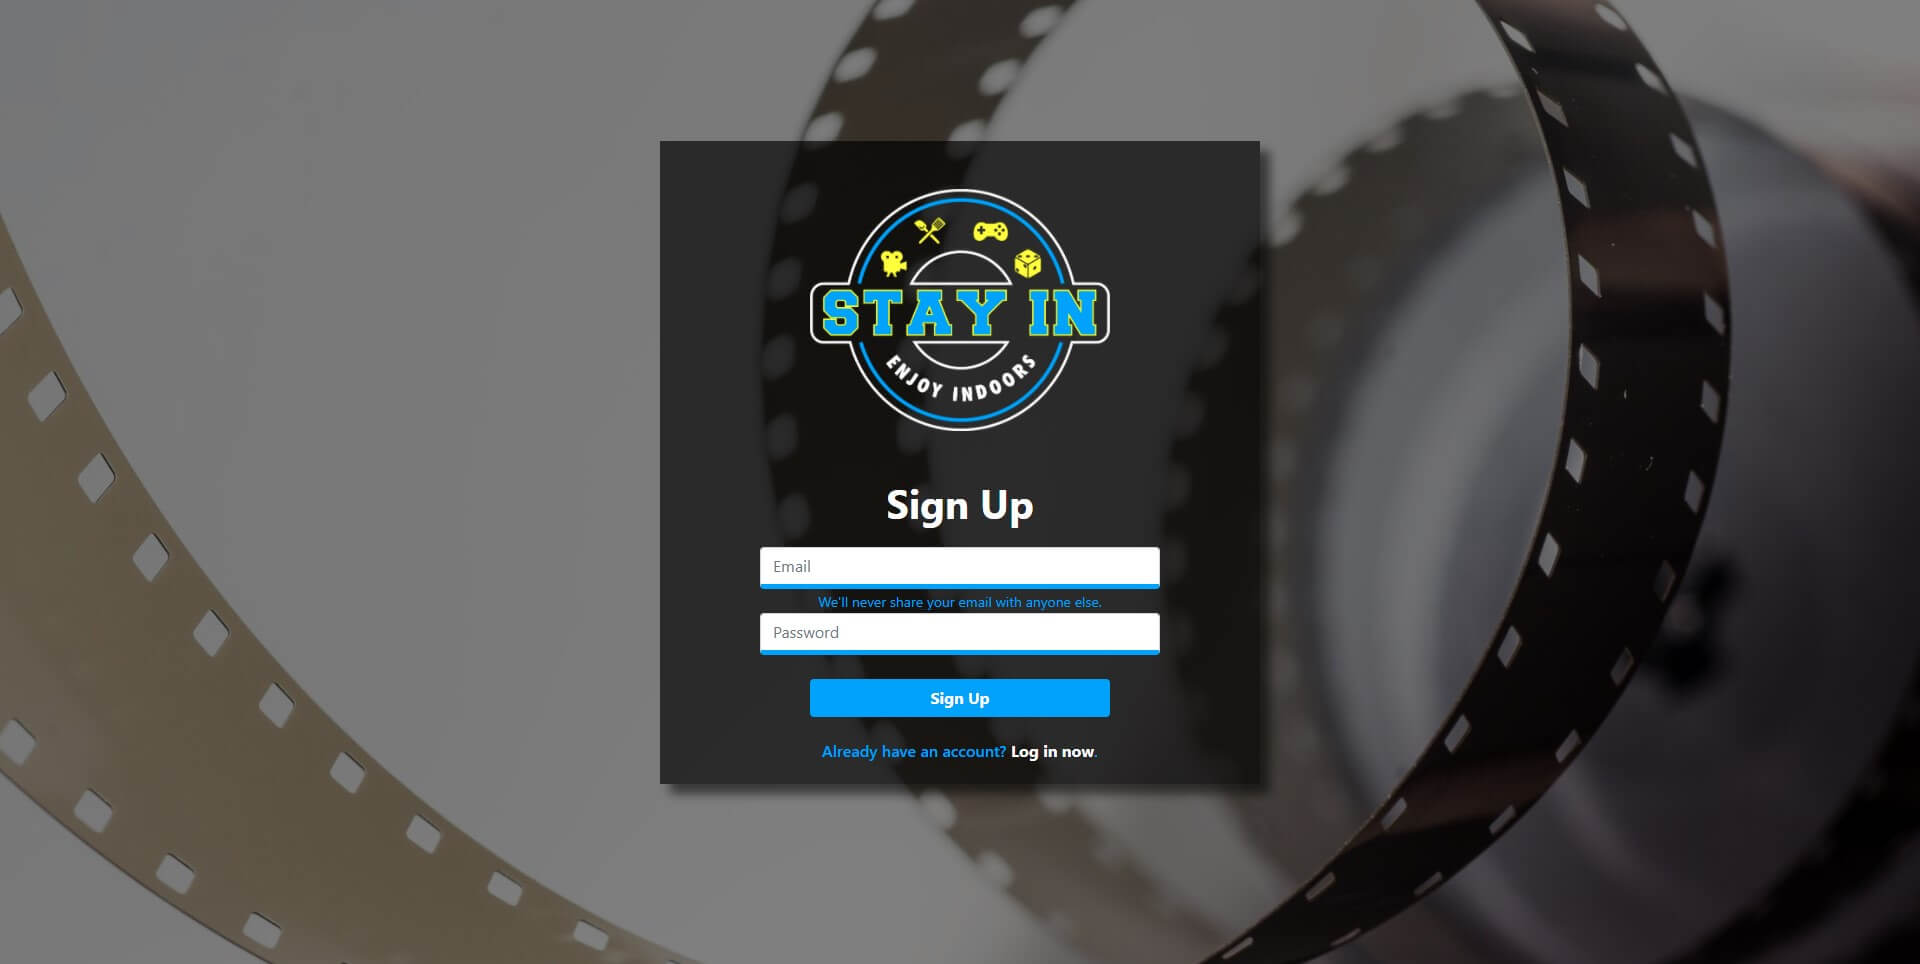 STAY IN
ENJOY INDOORS
Sign Up
Email
We'll never share your email with anyone else.
Password
Sign Up
Already have an account? Log in now.